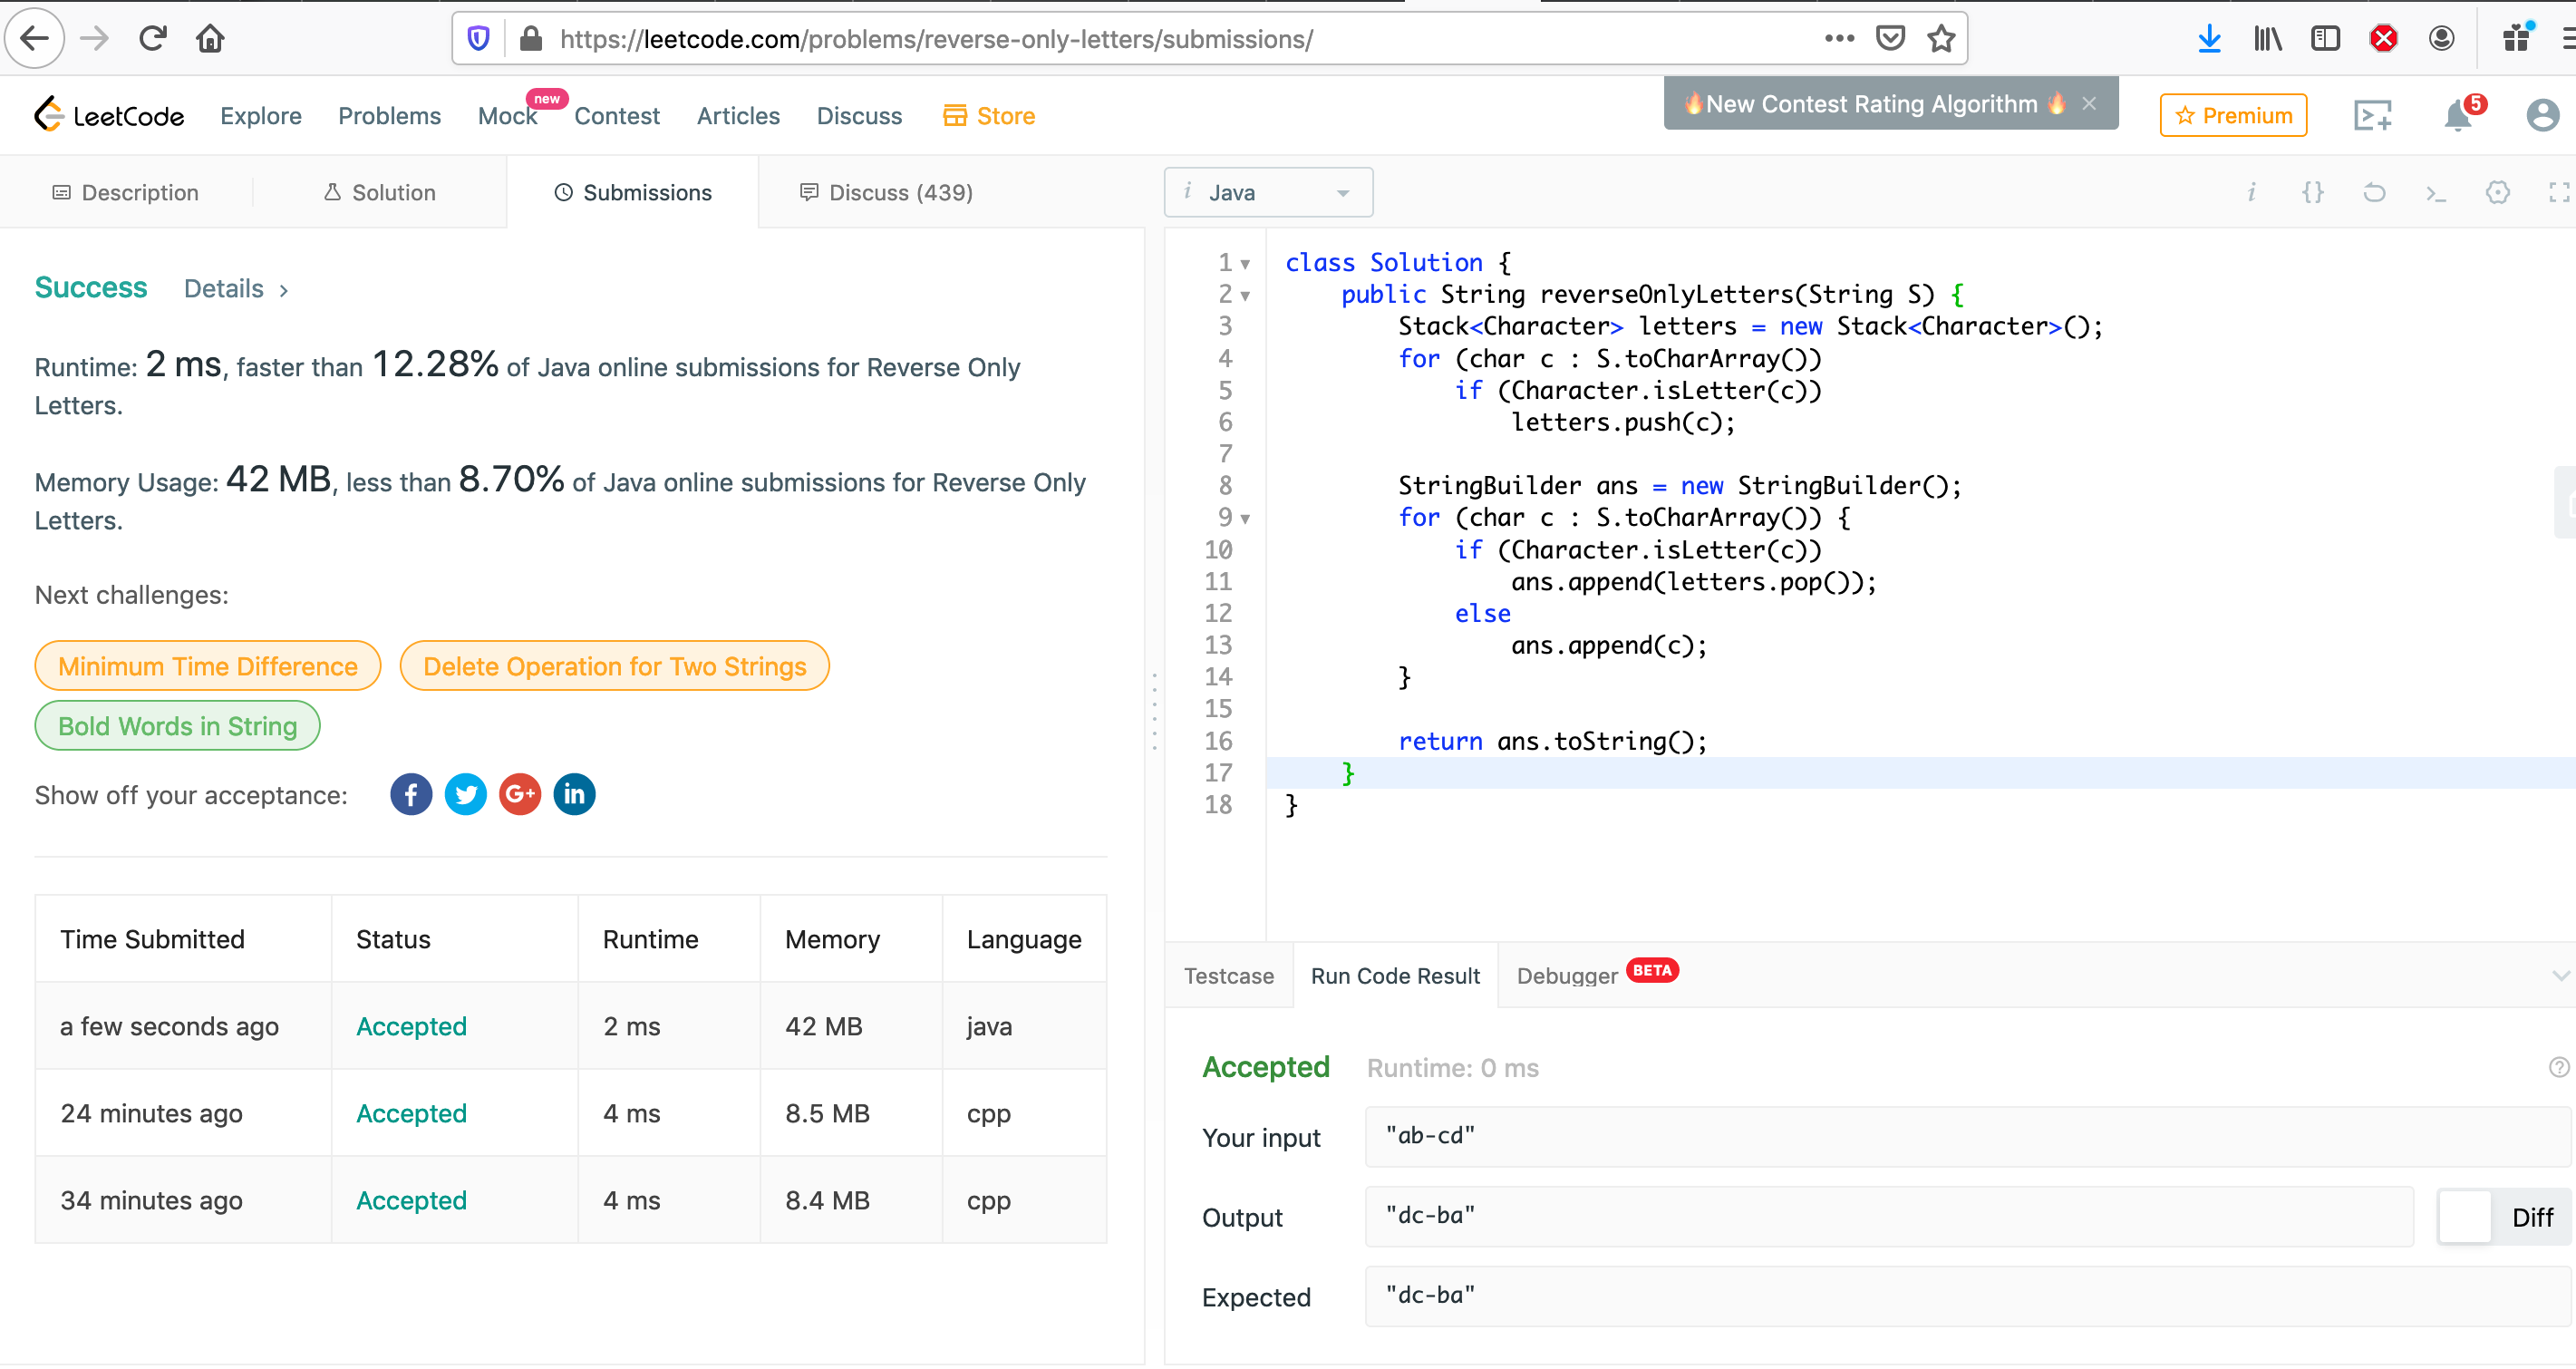 https://leetcode.com/problems/reverse-only-letters/submissions/
LeetCode
Explore
Problems
Mock
new
Contest
Articles
Discuss
Store
🔥New Contest Rating Algorithm 🔥 ×
Premium
5
Description
Solution
Submissions
Discuss (439)
i Java
Success Details >
Runtime: 2 ms, faster than 12.28% of Java online submissions for Reverse Only
Letters.
Memory Usage: 42 MB, less than 8.70% of Java online submissions for Reverse Only
Letters.
Next challenges:
Minimum Time Difference
Delete Operation for Two Strings
Bold Words in String
Show off your acceptance:
Time Submitted Status Runtime Memory Language
a few seconds ago Accepted 2 ms 42 MB java
24 minutes ago Accepted 4 ms 8.5 MB cpp
34 minutes ago Accepted 4 ms 8.4 MB cpp
1 class Solution {
2     public String reverseOnlyLetters(String S) {
3         Stack<Character> letters = new Stack<Character>();
4         for (char c : S.toCharArray())
5             if (Character.isLetter(c))
6                 letters.push(c);
7
8         StringBuilder ans = new StringBuilder();
9         for (char c : S.toCharArray()) {
10             if (Character.isLetter(c))
11                 ans.append(letters.pop());
12             else
13                 ans.append(c);
14         }
15
16         return ans.toString();
17     }
18 }
Testcase
Run Code Result
Debugger BETA
Accepted Runtime: 0 ms
Your input "ab-cd"
Output "dc-ba" Diff
Expected "dc-ba"